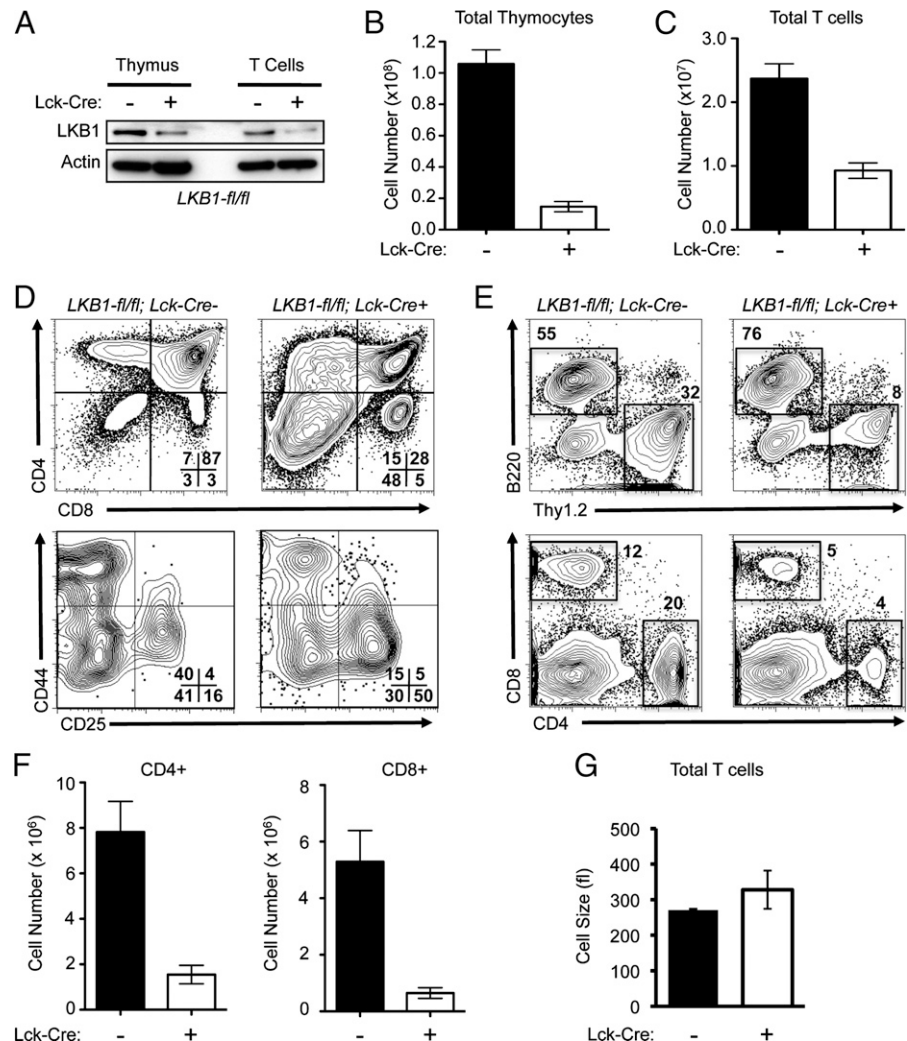 A
Thymus T Cells
Lck-Cre: - + - +
LKB1
Actin
LKB1-fl/fl
B
Total Thymocytes
Cell Number (x10⁸)
1.2
1.0
0.8
0.6
0.4
0.2
0.0
Lck-Cre: - +
C
Total T cells
Cell Number (x10⁷)
3.0
2.0
1.0
0.0
Lck-Cre: - +
D
LKB1-fl/fl; Lck-Cre- LKB1-fl/fl; Lck-Cre+
CD4
7 87
3 3
15 28
48 5
CD8
CD44
40 4
41 16
15 5
30 50
CD25
E
LKB1-fl/fl; Lck-Cre- LKB1-fl/fl; Lck-Cre+
B220
55
32
76
8
Thy1.2
CD8
12
20
5
4
CD4
F
CD4+
Cell Number (x 10⁶)
10
8
6
4
2
0
Lck-Cre: - +
CD8+
Cell Number (x 10⁶)
8
6
4
2
0
- +
G
Total T cells
Cell Size (fl)
500
400
300
200
100
0
Lck-Cre: - +